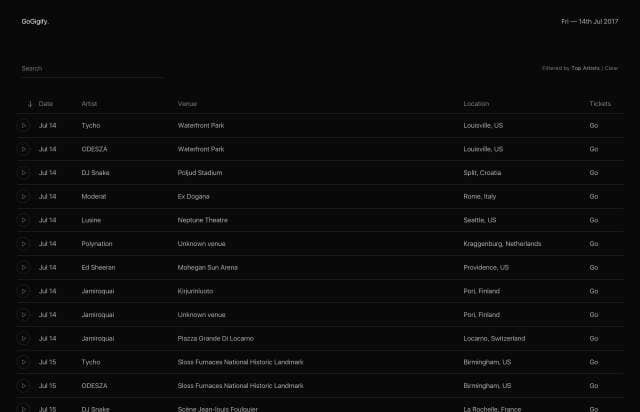 GoGigify.
Fri — 14th Jul 2017
Search
Filtered by Top Artists | Clear
↓ Date Artist Venue Location Tickets
Jul 14 Tycho Waterfront Park Louisville, US Go
Jul 14 ODESZA Waterfront Park Louisville, US Go
Jul 14 DJ Snake Poljud Stadium Split, Croatia Go
Jul 14 Moderat Ex Dogana Rome, Italy Go
Jul 14 Lusine Neptune Theatre Seattle, US Go
Jul 14 Polynation Unknown venue Kraggenburg, Netherlands Go
Jul 14 Ed Sheeran Mohegan Sun Arena Providence, US Go
Jul 14 Jamiroquai Kirjurinluoto Pori, Finland Go
Jul 14 Jamiroquai Unknown venue Pori, Finland Go
Jul 14 Jamiroquai Piazza Grande Di Locarno Locarno, Switzerland Go
Jul 15 Tycho Sloss Furnaces National Historic Landmark Birmingham, US Go
Jul 15 ODESZA Sloss Furnaces National Historic Landmark Birmingham, US Go
Jul 15 DJ Snake Scène Jean-louis Foulquier La Rochelle, France Go